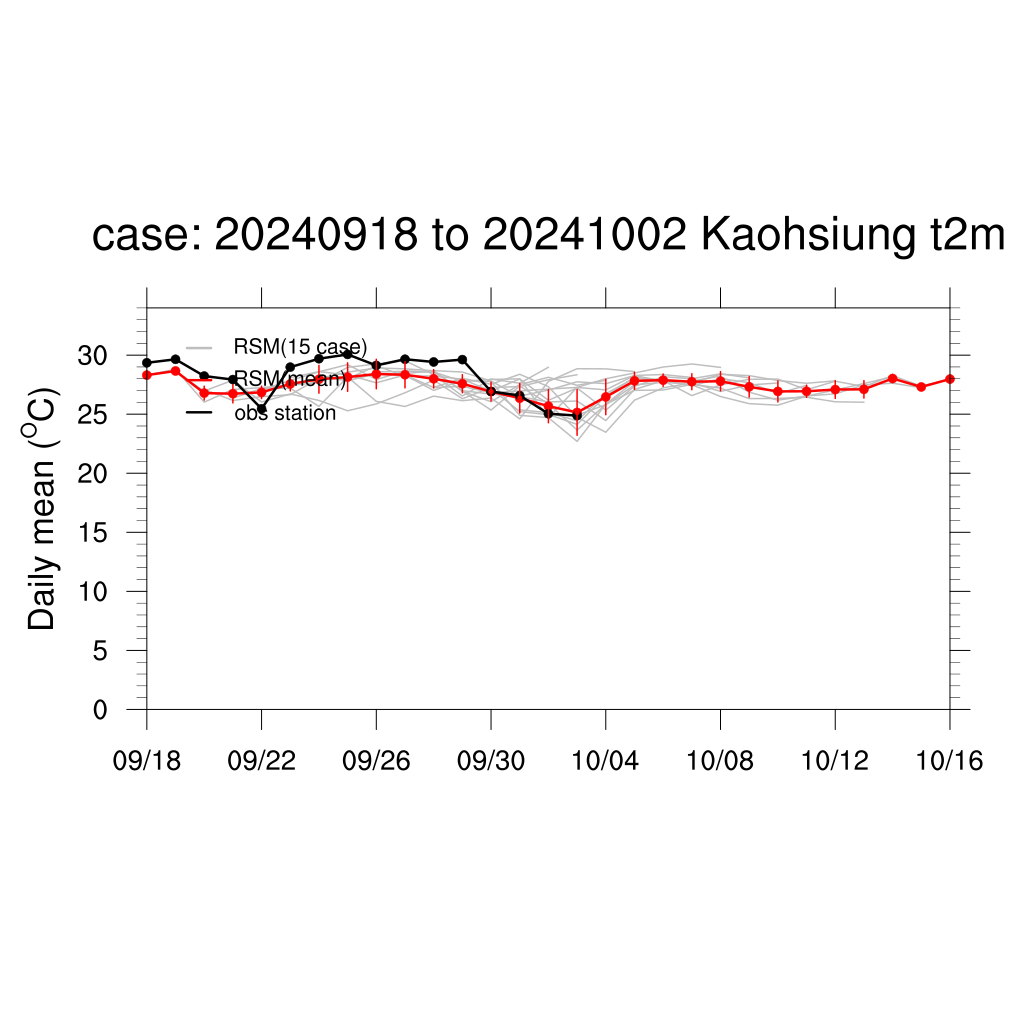 case: 20240918 to 20241002 Kaohsiung t2m
Daily mean (°C)
30
25
20
15
10
5
0
RSM(15 case)
RSM(mean)
obs station
09/18 09/22 09/26 09/30 10/04 10/08 10/12 10/16